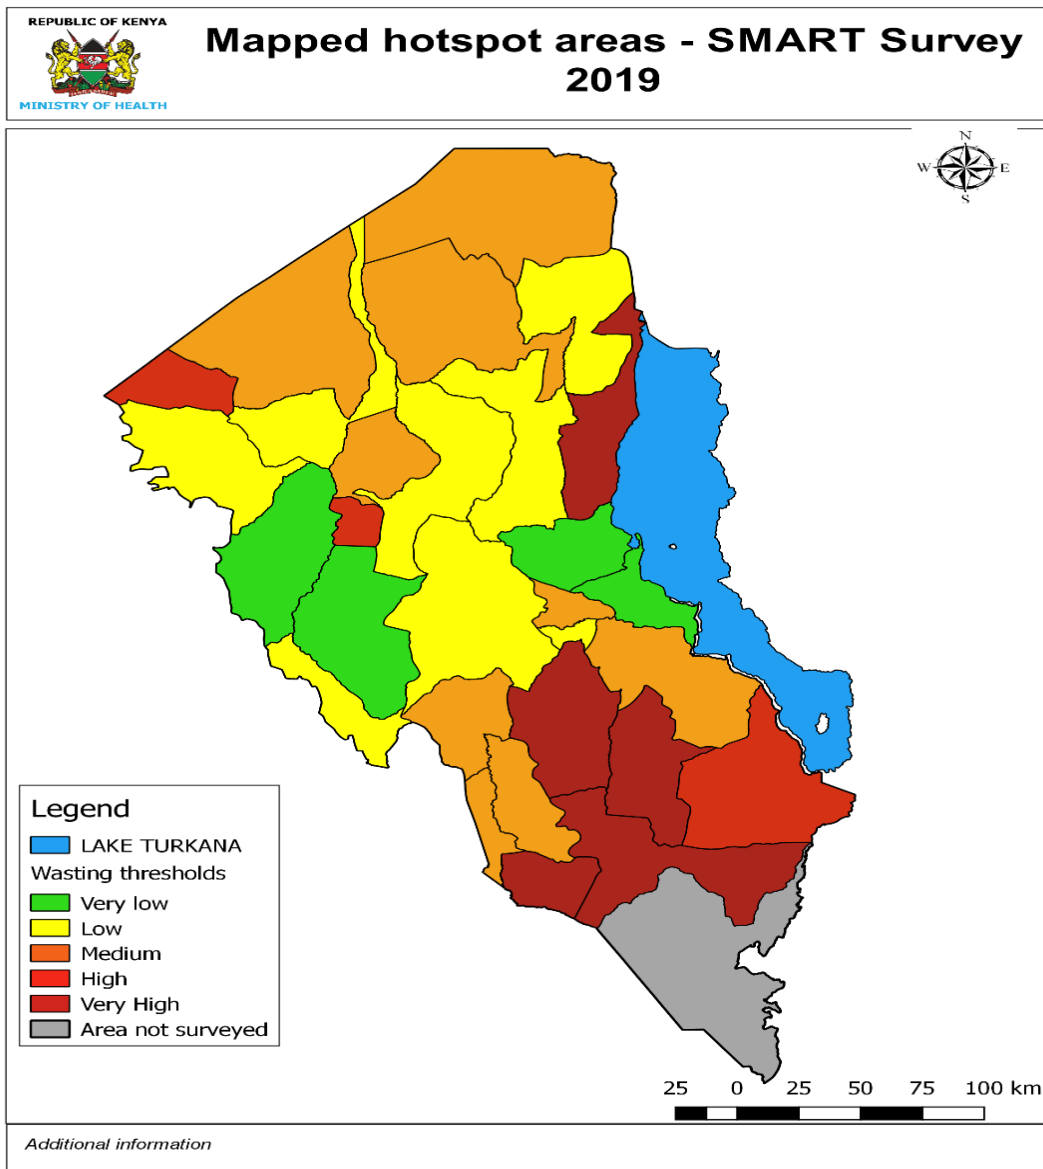 REPUBLIC OF KENYA
MINISTRY OF HEALTH
Mapped hotspot areas - SMART Survey
2019
N
W E
S
Legend
LAKE TURKANA
Wasting thresholds
Very low
Low
Medium
High
Very High
Area not surveyed
25 0 25 50 75 100 km
Additional information